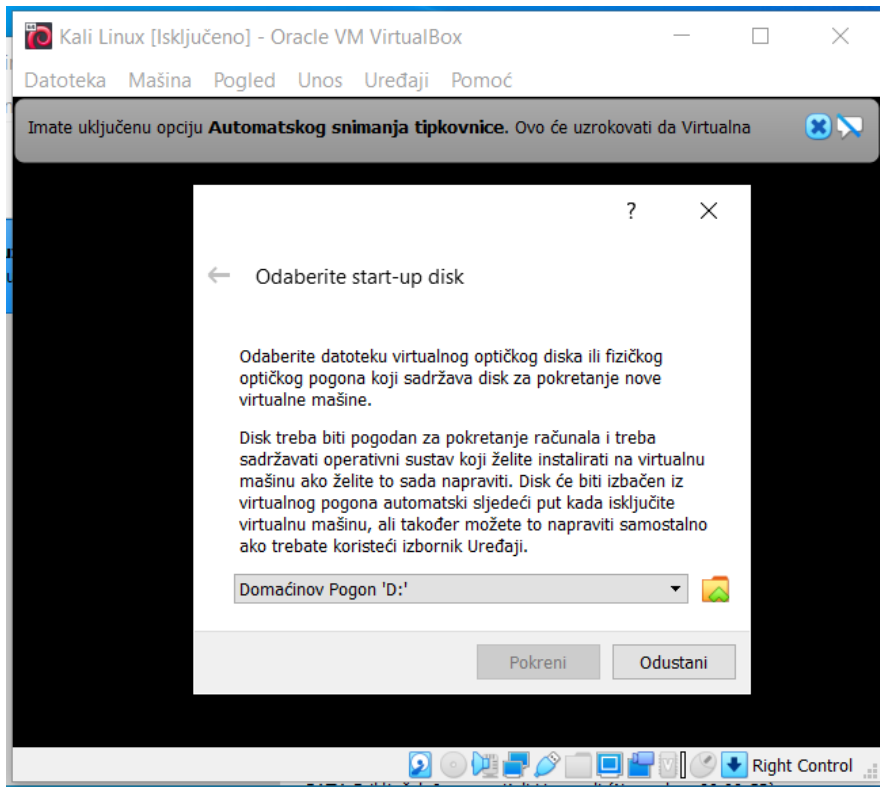 Kali Linux [Isključeno] - Oracle VM VirtualBox
Datoteka Mašina Pogled Unos Uređaji Pomoć
Imate uključenu opciju Automatskog snimanja tipkovnice. Ovo će uzrokovati da Virtualna
?
Odaberite start-up disk
Odaberite datoteku virtualnog optičkog diska ili fizičkog
optičkog pogona koji sadržava disk za pokretanje nove
virtualne mašine.
Disk treba biti pogodan za pokretanje računala i treba
sadržavati operativni sustav koji želite instalirati na virtualnu
mašinu ako želite to sada napraviti. Disk će biti izbačen iz
virtualnog pogona automatski sljedeći put kada isključite
virtualnu mašinu, ali također možete to napraviti samostalno
ako trebate koristeći izbornik Uređaji.
Domaćinov Pogon 'D:'
Pokreni Odustani
Right Control